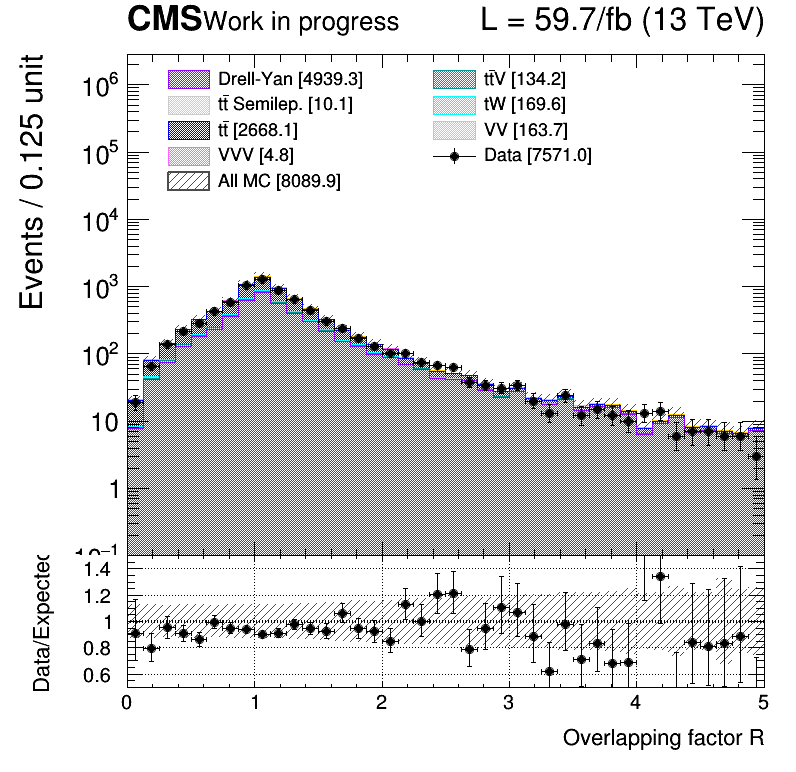 CMS Work in progress L = 59.7/fb (13 TeV)
Events / 0.125 unit
Drell-Yan [4939.3]
tt̄ Semilep. [10.1]
tt̄ [2668.1]
VVV [4.8]
All MC [8089.9]
tt̄V [134.2]
tW [169.6]
VV [163.7]
Data [7571.0]
10⁶
10⁵
10⁴
10³
10²
10
1
10⁻¹
Data/Expected
1.4
1.2
1
0.8
0.6
0 1 2 3 4 5
Overlapping factor R